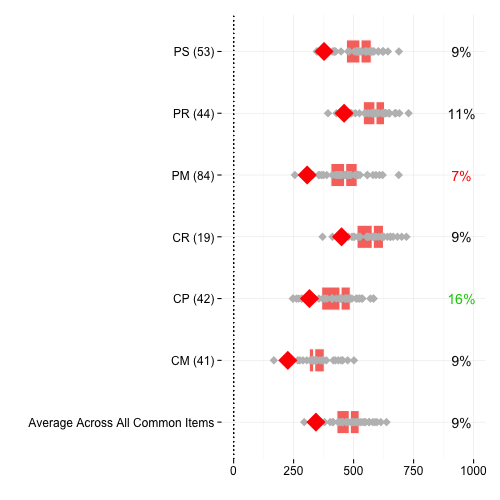 PS (53) 9%
PR (44) 11%
PM (84) 7%
CR (19) 9%
CP (42) 16%
CM (41) 9%
Average Across All Common Items 9%
0 250 500 750 1000